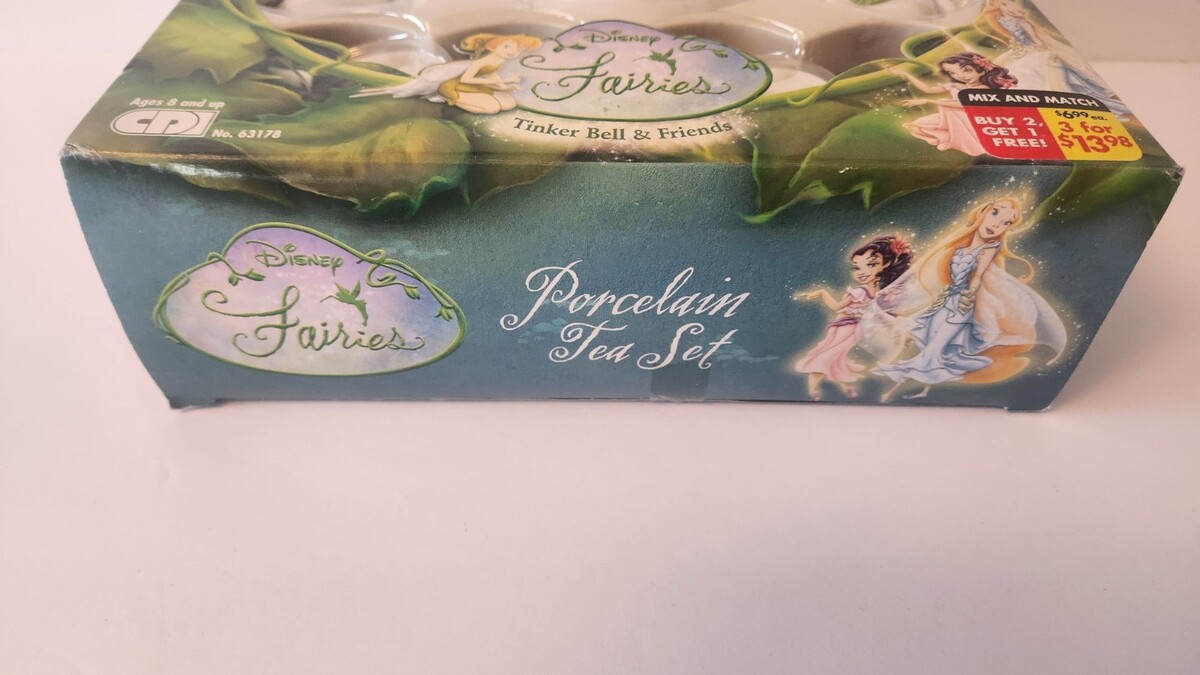 Disney
Fairies
Tinker Bell & Friends
Ages 8 and up
CDI
No. 63178
MIX AND MATCH
BUY 2,
GET 1
FREE!
$6.99 ea.
3 for
$13.98
Disney
Fairies
Porcelain
Tea Set